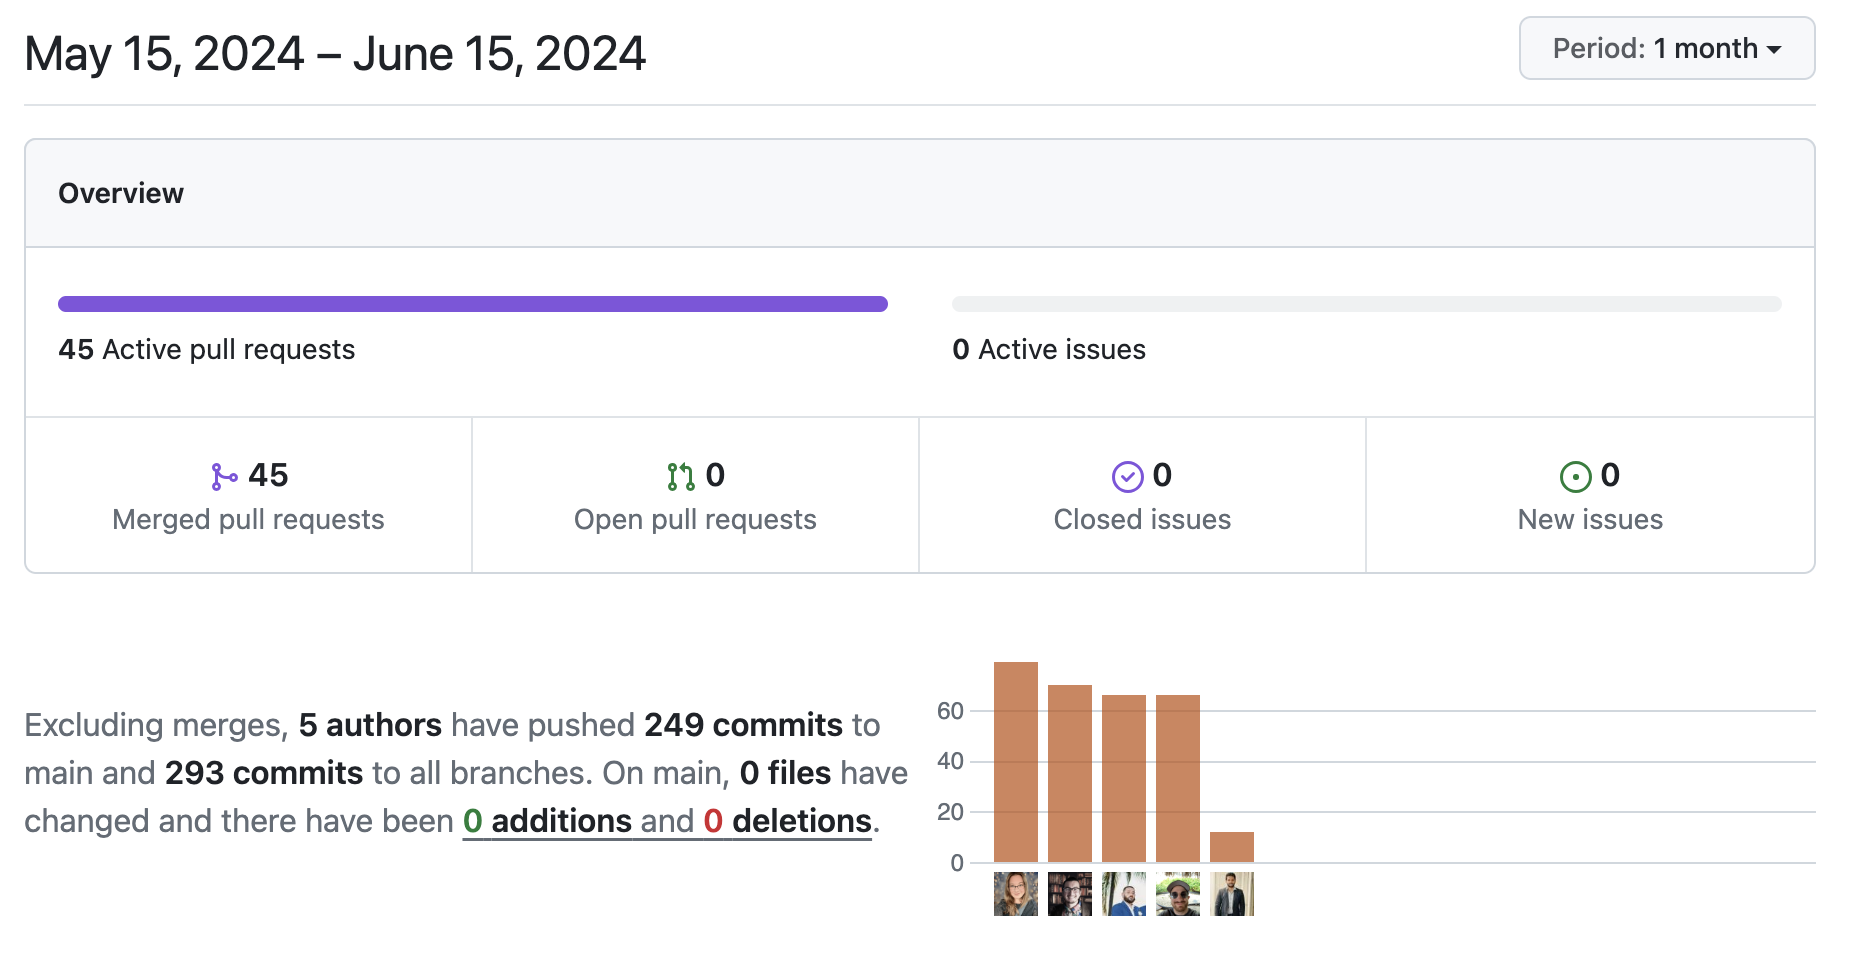 May 15, 2024 – June 15, 2024
Period: 1 month
Overview
45 Active pull requests
0 Active issues
45
Merged pull requests
0
Open pull requests
0
Closed issues
0
New issues
Excluding merges, 5 authors have pushed 249 commits to
main and 293 commits to all branches. On main, 0 files have
changed and there have been 0 additions and 0 deletions.
60
40
20
0